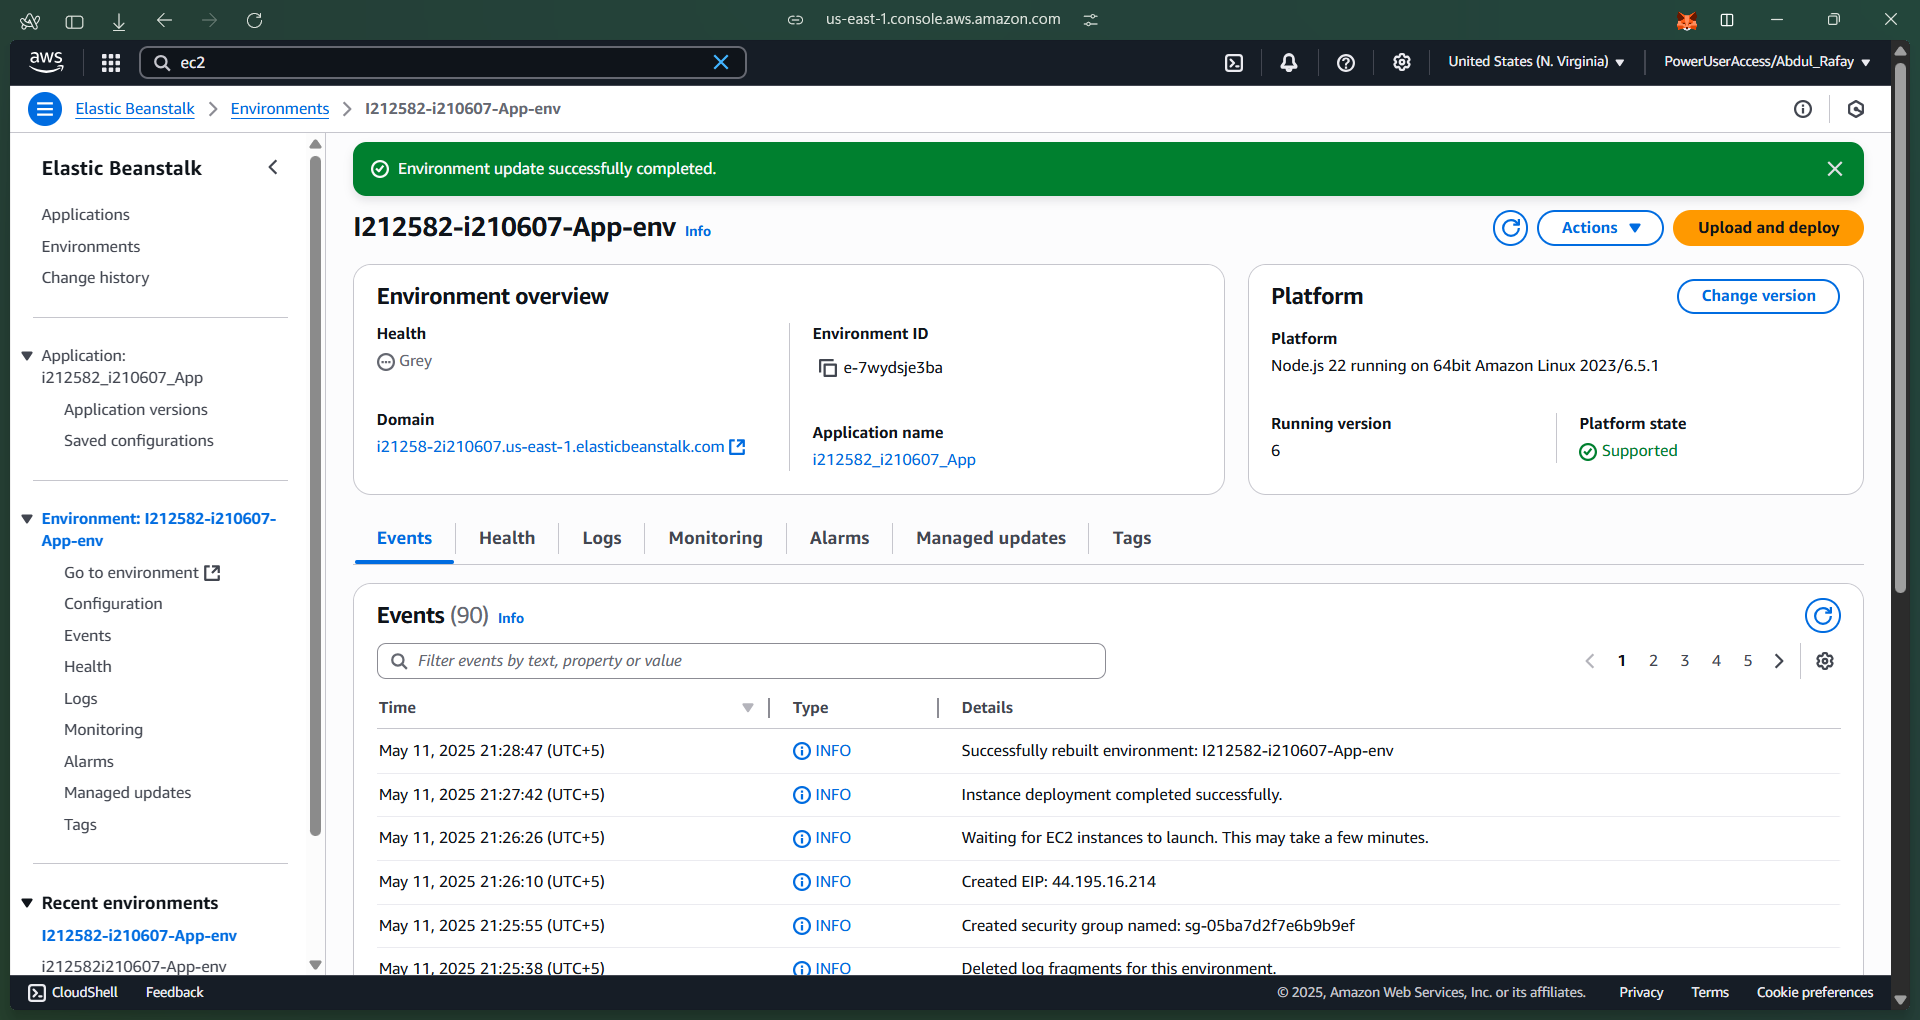 us-east-1.console.aws.amazon.com
aws
ec2
United States (N. Virginia)
PowerUserAccess/Abdul_Rafay
Elastic Beanstalk
Environments
I212582-i210607-App-env
Elastic Beanstalk
Applications
Environments
Change history
Application:
i212582_i210607_App
Application versions
Saved configurations
Environment: I212582-i210607-
App-env
Go to environment
Configuration
Events
Health
Logs
Monitoring
Alarms
Managed updates
Tags
Recent environments
I212582-i210607-App-env
i212582i210607-App-env
Environment update successfully completed.
I212582-i210607-App-env Info
Actions
Upload and deploy
Environment overview
Health
Grey
Domain
i21258-2i210607.us-east-1.elasticbeanstalk.com
Environment ID
e-7wydsje3ba
Application name
i212582_i210607_App
Platform
Change version
Platform
Node.js 22 running on 64bit Amazon Linux 2023/6.5.1
Running version
6
Platform state
Supported
Events Health Logs Monitoring Alarms Managed updates Tags
Events (90) Info
Filter events by text, property or value
1 2 3 4 5
Time Type Details
May 11, 2025 21:28:47 (UTC+5) INFO Successfully rebuilt environment: I212582-i210607-App-env
May 11, 2025 21:27:42 (UTC+5) INFO Instance deployment completed successfully.
May 11, 2025 21:26:26 (UTC+5) INFO Waiting for EC2 instances to launch. This may take a few minutes.
May 11, 2025 21:26:10 (UTC+5) INFO Created EIP: 44.195.16.214
May 11, 2025 21:25:55 (UTC+5) INFO Created security group named: sg-05ba7d2f7e6b9b9ef
May 11, 2025 21:25:38 (UTC+5) INFO Deleted log fragments for this environment.
CloudShell Feedback
© 2025, Amazon Web Services, Inc. or its affiliates. Privacy Terms Cookie preferences